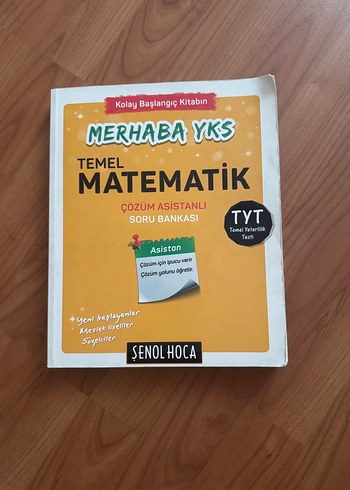 Kolay Başlangıç Kitabın
MERHABA YKS
TEMEL
MATEMATİK
ÇÖZÜM ASİSTANLI
SORU BANKASI
TYT
Temel Yeterlilik
Testi
Asistan
Çözüm için ipucu verir
Çözüm yolunu öğretir.
Yeni başlayanlar
Meslek liseliler
Sözelciler
ŞENOL HOCA